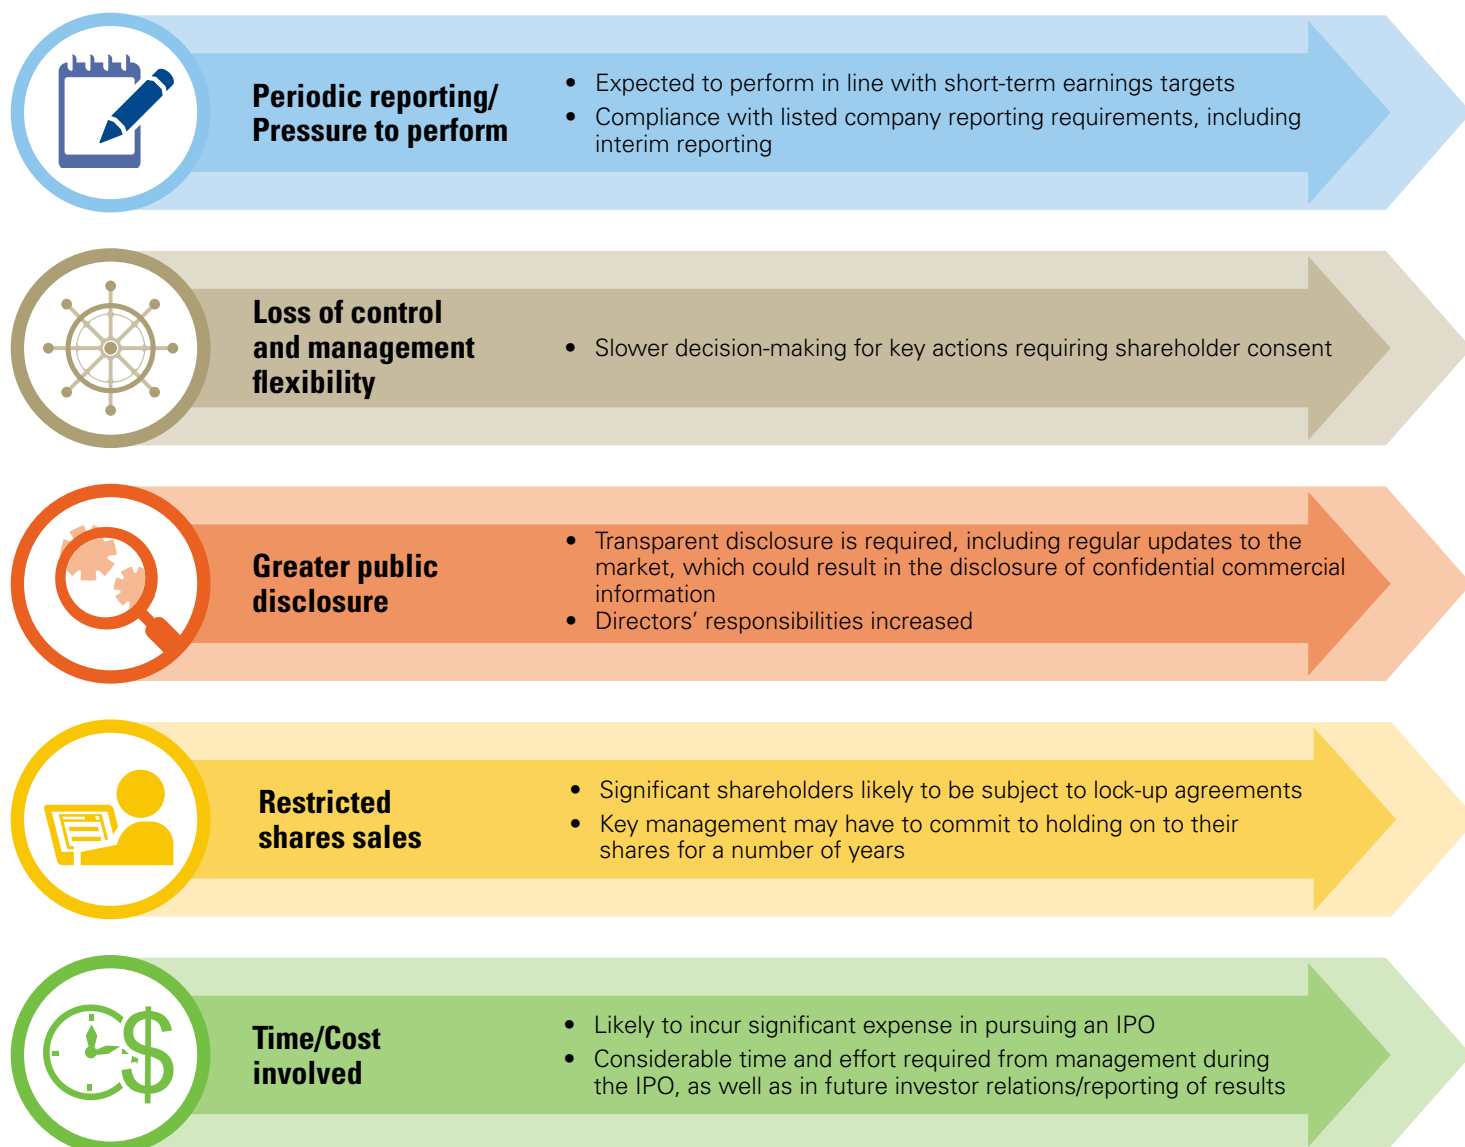 Periodic reporting/
Pressure to perform
• Expected to perform in line with short-term earnings targets
• Compliance with listed company reporting requirements, including
interim reporting
Loss of control
and management
flexibility
• Slower decision-making for key actions requiring shareholder consent
Greater public
disclosure
• Transparent disclosure is required, including regular updates to the
market, which could result in the disclosure of confidential commercial
information
• Directors’ responsibilities increased
Restricted
shares sales
• Significant shareholders likely to be subject to lock-up agreements
• Key management may have to commit to holding on to their
shares for a number of years
$
Time/Cost
involved
• Likely to incur significant expense in pursuing an IPO
• Considerable time and effort required from management during
the IPO, as well as in future investor relations/reporting of results